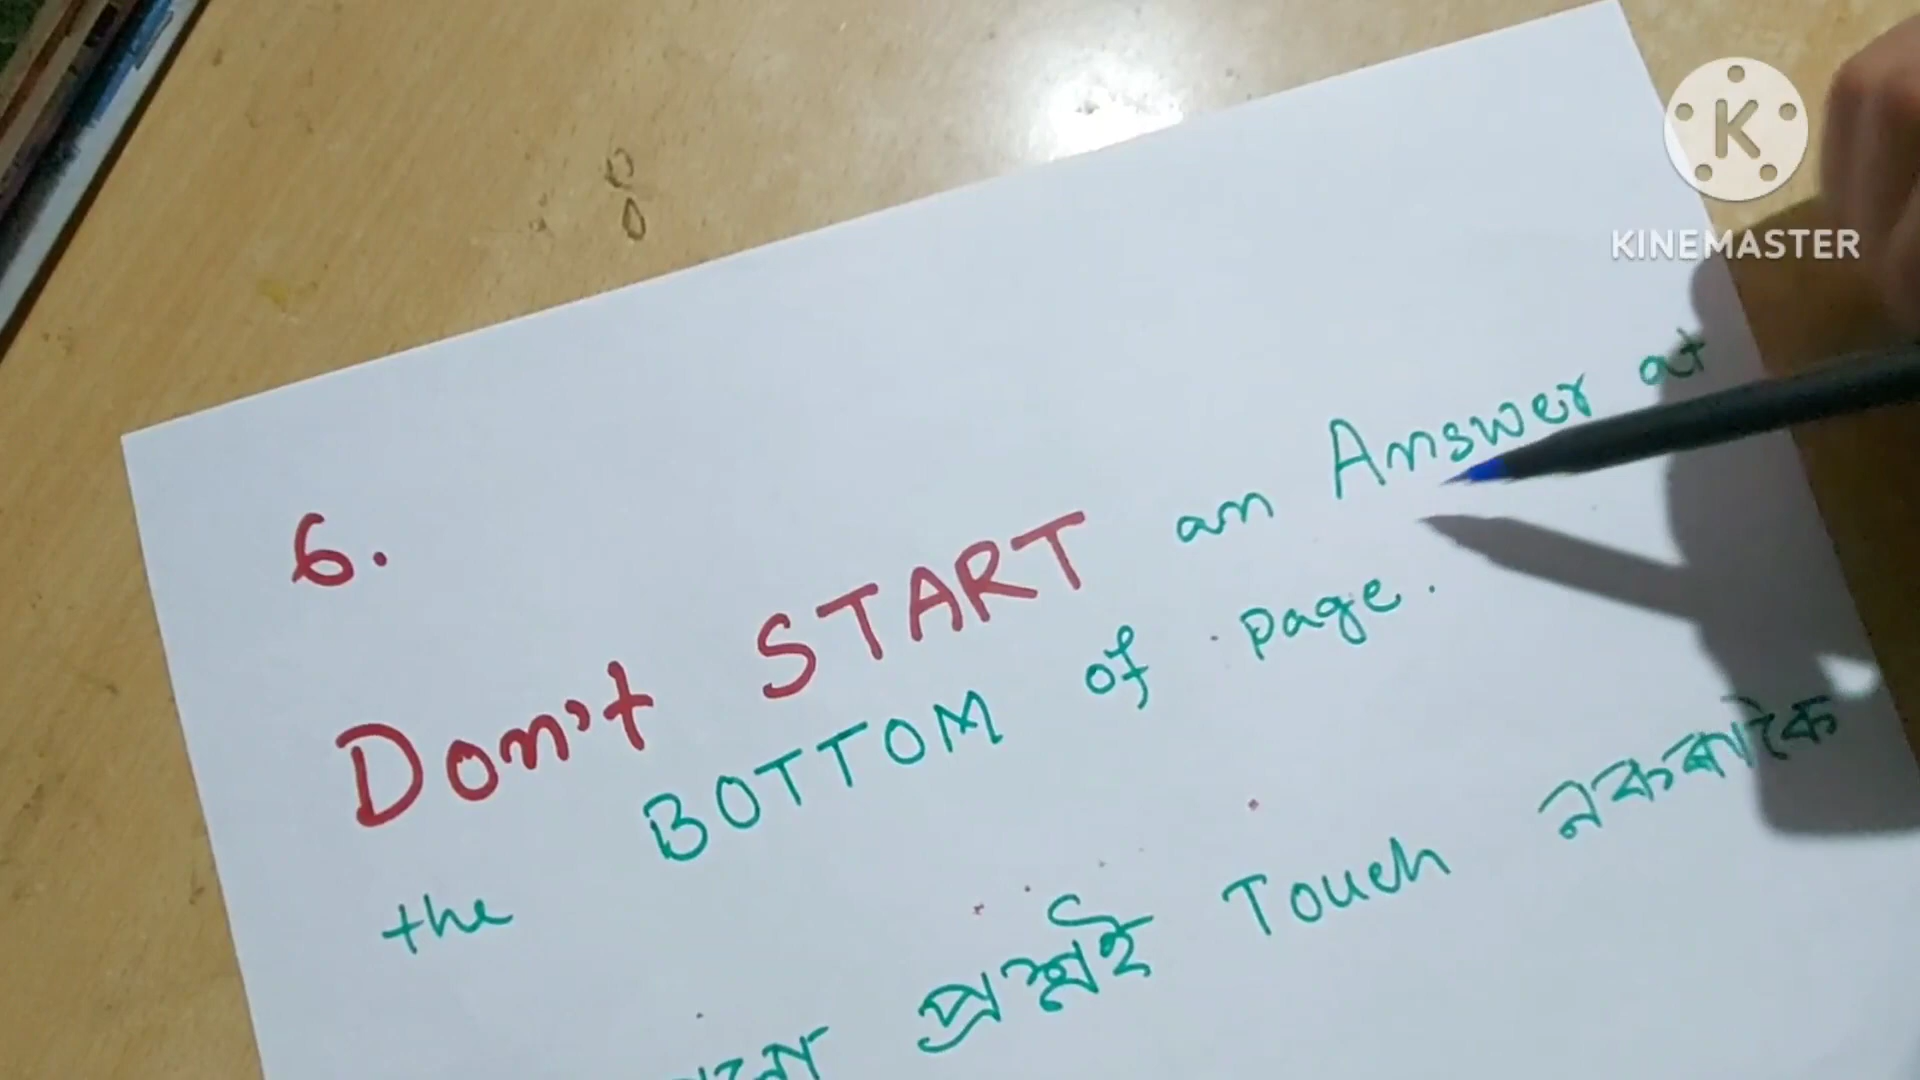 6.
Don't START an Answer at
the BOTTOM of page.
প্ৰশ্নই Touch নকৰাকৈ
K
KINEMASTER